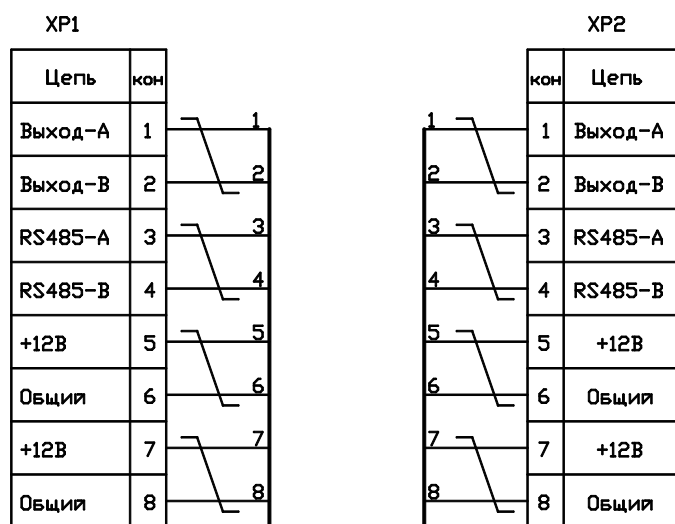 XP1 XP2
Цепь кон кон Цепь
Выход-А 1 1 1 1 Выход-А
Выход-В 2 2 2 2 Выход-В
RS485-A 3 3 3 3 RS485-A
RS485-B 4 4 4 4 RS485-B
+12В 5 5 5 5 +12В
Общий 6 6 6 6 Общий
+12В 7 7 7 7 +12В
Общий 8 8 8 8 Общий